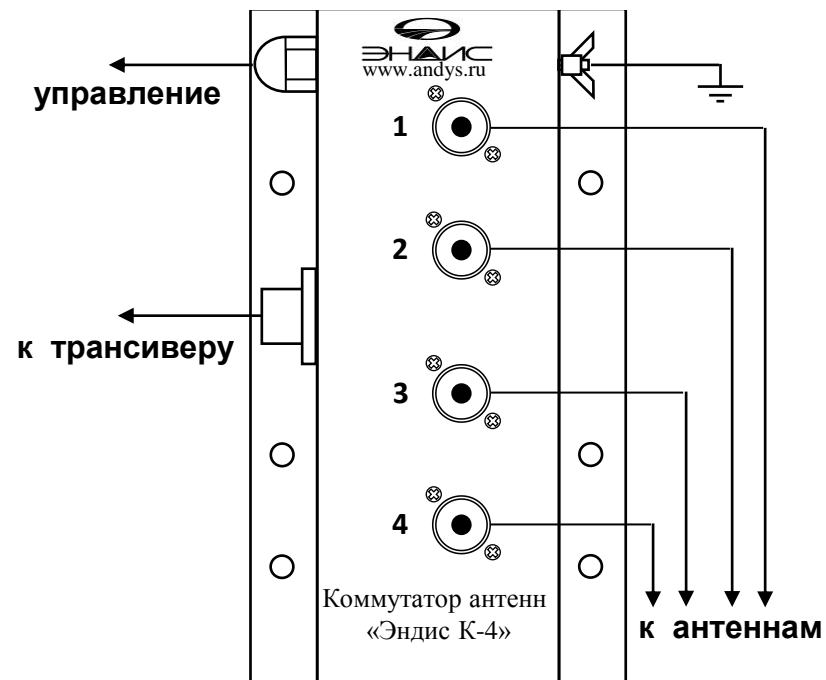 ЭНДИС
www.andys.ru
управление
1
2
к трансиверу
3
4
Коммутатор антенн
«Эндис К-4»
к антеннам